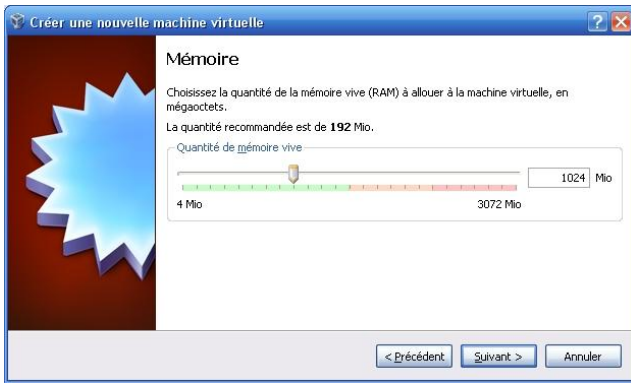 Créer une nouvelle machine virtuelle
Mémoire
Choisissez la quantité de la mémoire vive (RAM) à allouer à la machine virtuelle, en
mégaoctets.
La quantité recommandée est de 192 Mio.
Quantité de mémoire vive
1024 Mio
4 Mio 3072 Mio
< Précédent Suivant > Annuler